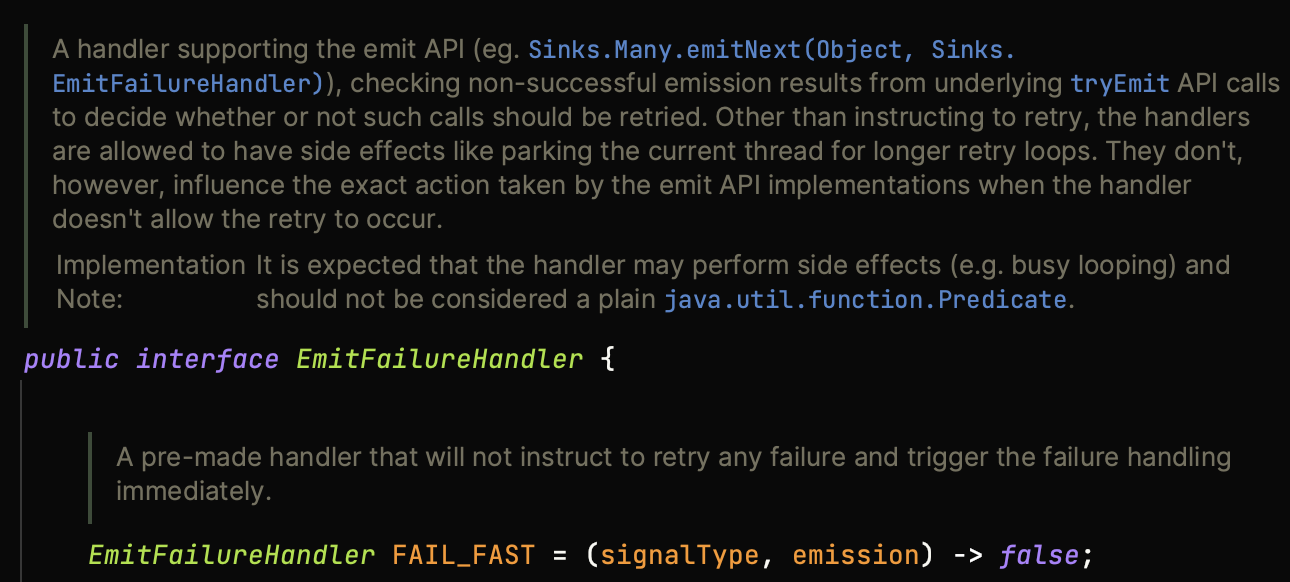 A handler supporting the emit API (eg. Sinks.Many.emitNext(Object, Sinks.
EmitFailureHandler)), checking non-successful emission results from underlying tryEmit API calls
to decide whether or not such calls should be retried. Other than instructing to retry, the handlers
are allowed to have side effects like parking the current thread for longer retry loops. They don't,
however, influence the exact action taken by the emit API implementations when the handler
doesn't allow the retry to occur.
Implementation It is expected that the handler may perform side effects (e.g. busy looping) and
Note: should not be considered a plain java.util.function.Predicate.
public interface EmitFailureHandler {
A pre-made handler that will not instruct to retry any failure and trigger the failure handling
immediately.
EmitFailureHandler FAIL_FAST = (signalType, emission) -> false;